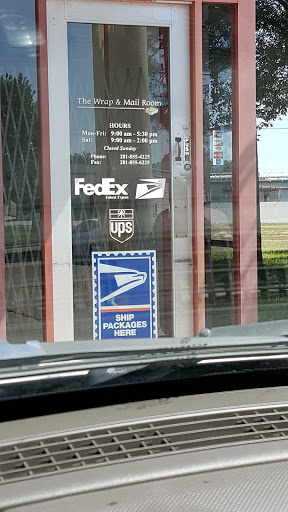 The Wrap & Mail Room
HOURS
Mon-Fri: 9:00 am - 5:30 pm
Sat: 9:00 am - 2:00 pm
Closed Sunday
Phone: 281-855-4225
Fax: 281-855-6225
FedEx
Federal Express
ups
SHIP
PACKAGES
HERE